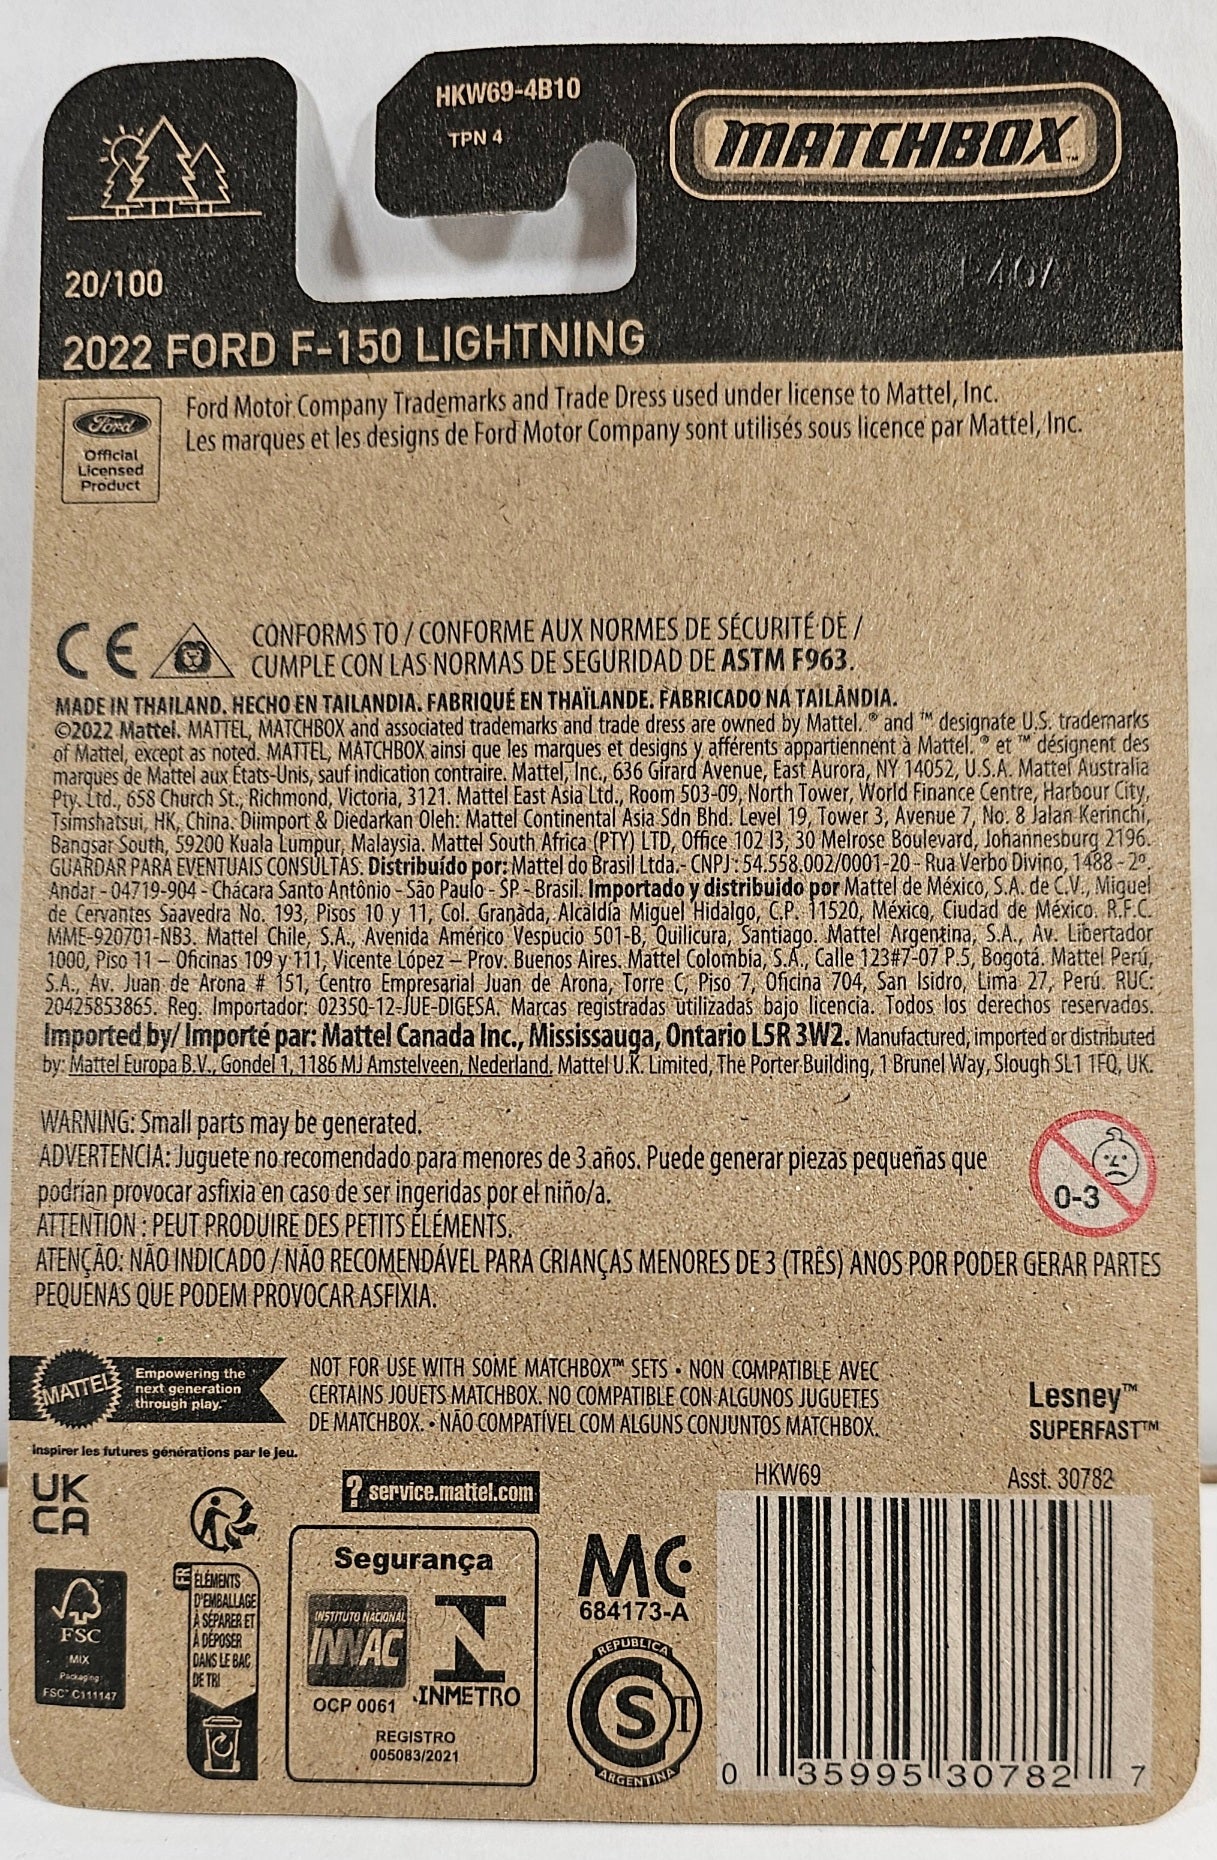 HKW69-4B10
TPN 4
MATCHBOX™
20/100
2022 FORD F-150 LIGHTNING
Ford
Official
Licensed
Product
Ford Motor Company Trademarks and Trade Dress used under license to Mattel, Inc.
Les marques et les designs de Ford Motor Company sont utilisés sous licence par Mattel, Inc.
CE
CONFORMS TO / CONFORME AUX NORMES DE SÉCURITÉ DE /
CUMPLE CON LAS NORMAS DE SEGURIDAD DE ASTM F963.
MADE IN THAILAND. HECHO EN TAILANDIA. FABRIQUÉ EN THAÏLANDE. FABRICADO NA TAILÂNDIA.
©2022 Mattel. MATTEL, MATCHBOX and associated trademarks and trade dress are owned by Mattel. ® and ™ designate U.S. trademarks
of Mattel, except as noted. MATTEL, MATCHBOX ainsi que les marques et designs y afférents appartiennent à Mattel. ® et ™ désignent des
marques de Mattel aux États-Unis, sauf indication contraire. Mattel, Inc., 636 Girard Avenue, East Aurora, NY 14052, U.S.A. Mattel Australia
Pty. Ltd., 658 Church St., Richmond, Victoria, 3121. Mattel East Asia Ltd., Room 503-09, North Tower, World Finance Centre, Harbour City,
Tsimshatsui, HK, China. Diimport & Diedarkan Oleh: Mattel Continental Asia Sdn Bhd. Level 19, Tower 3, Avenue 7, No. 8 Jalan Kerinchi,
Bangsar South, 59200 Kuala Lumpur, Malaysia. Mattel South Africa (PTY) LTD, Office 102 I3, 30 Melrose Boulevard, Johannesburg 2196.
GUARDAR PARA EVENTUAIS CONSULTAS. Distribuído por: Mattel do Brasil Ltda.- CNPJ : 54.558.002/0001-20 - Rua Verbo Divino, 1488 - 2º.
Andar - 04719-904 - Chácara Santo Antônio - São Paulo - SP - Brasil. Importado y distribuido por Mattel de México, S.A. de C.V., Miguel
de Cervantes Saavedra No. 193, Pisos 10 y 11, Col. Granada, Alcaldía Miguel Hidalgo, C.P. 11520, México, Ciudad de México. R.F.C.
MME-920701-NB3. Mattel Chile, S.A., Avenida Américo Vespucio 501-B, Quilicura, Santiago. Mattel Argentina, S.A., Av. Libertador
1000, Piso 11 – Oficinas 109 y 111, Vicente López – Prov. Buenos Aires. Mattel Colombia, S.A., Calle 123#7-07 P.5, Bogotá. Mattel Perú,
S.A., Av. Juan de Arona # 151, Centro Empresarial Juan de Arona, Torre C, Piso 7, Oficina 704, San Isidro, Lima 27, Perú. RUC:
20425853865. Reg. Importador: 02350-12-JUE-DIGESA. Marcas registradas utilizadas bajo licencia. Todos los derechos reservados.
Imported by/ Importé par: Mattel Canada Inc., Mississauga, Ontario L5R 3W2. Manufactured, imported or distributed
by: Mattel Europa B.V., Gondel 1, 1186 MJ Amstelveen, Nederland. Mattel U.K. Limited, The Porter Building, 1 Brunel Way, Slough SL1 1FQ, UK.
WARNING: Small parts may be generated.
ADVERTENCIA: Juguete no recomendado para menores de 3 años. Puede generar piezas pequeñas que
podrían provocar asfixia en caso de ser ingeridas por el niño/a.
ATTENTION : PEUT PRODUIRE DES PETITS ÉLÉMENTS.
ATENÇÃO: NÃO INDICADO / NÃO RECOMENDÁVEL PARA CRIANÇAS MENORES DE 3 (TRÊS) ANOS POR PODER GERAR PARTES
PEQUENAS QUE PODEM PROVOCAR ASFIXIA.
0-3
MATTEL
Empowering the
next generation
through play.™
Inspirer les futures générations par le jeu.
NOT FOR USE WITH SOME MATCHBOX™ SETS • NON COMPATIBLE AVEC
CERTAINS JOUETS MATCHBOX. NO COMPATIBLE CON ALGUNOS JUGUETES
DE MATCHBOX. • NÃO COMPATÍVEL COM ALGUNS CONJUNTOS MATCHBOX.
Lesney™
SUPERFAST™
UK
CA
FSC
MIX
Packaging
FSC® C111147
FR
ÉLÉMENTS
D'EMBALLAGE
À SÉPARER ET
À DÉPOSER
DANS LE BAC
DE TRI
? service.mattel.com
Segurança
INSTITUTO NACIONAL
INNAC
OCP 0061
INMETRO
REGISTRO
005083/2021
MC
684173-A
REPUBLICA
S T
ARGENTINA
HKW69
Asst. 30782
0 35995 30782 7